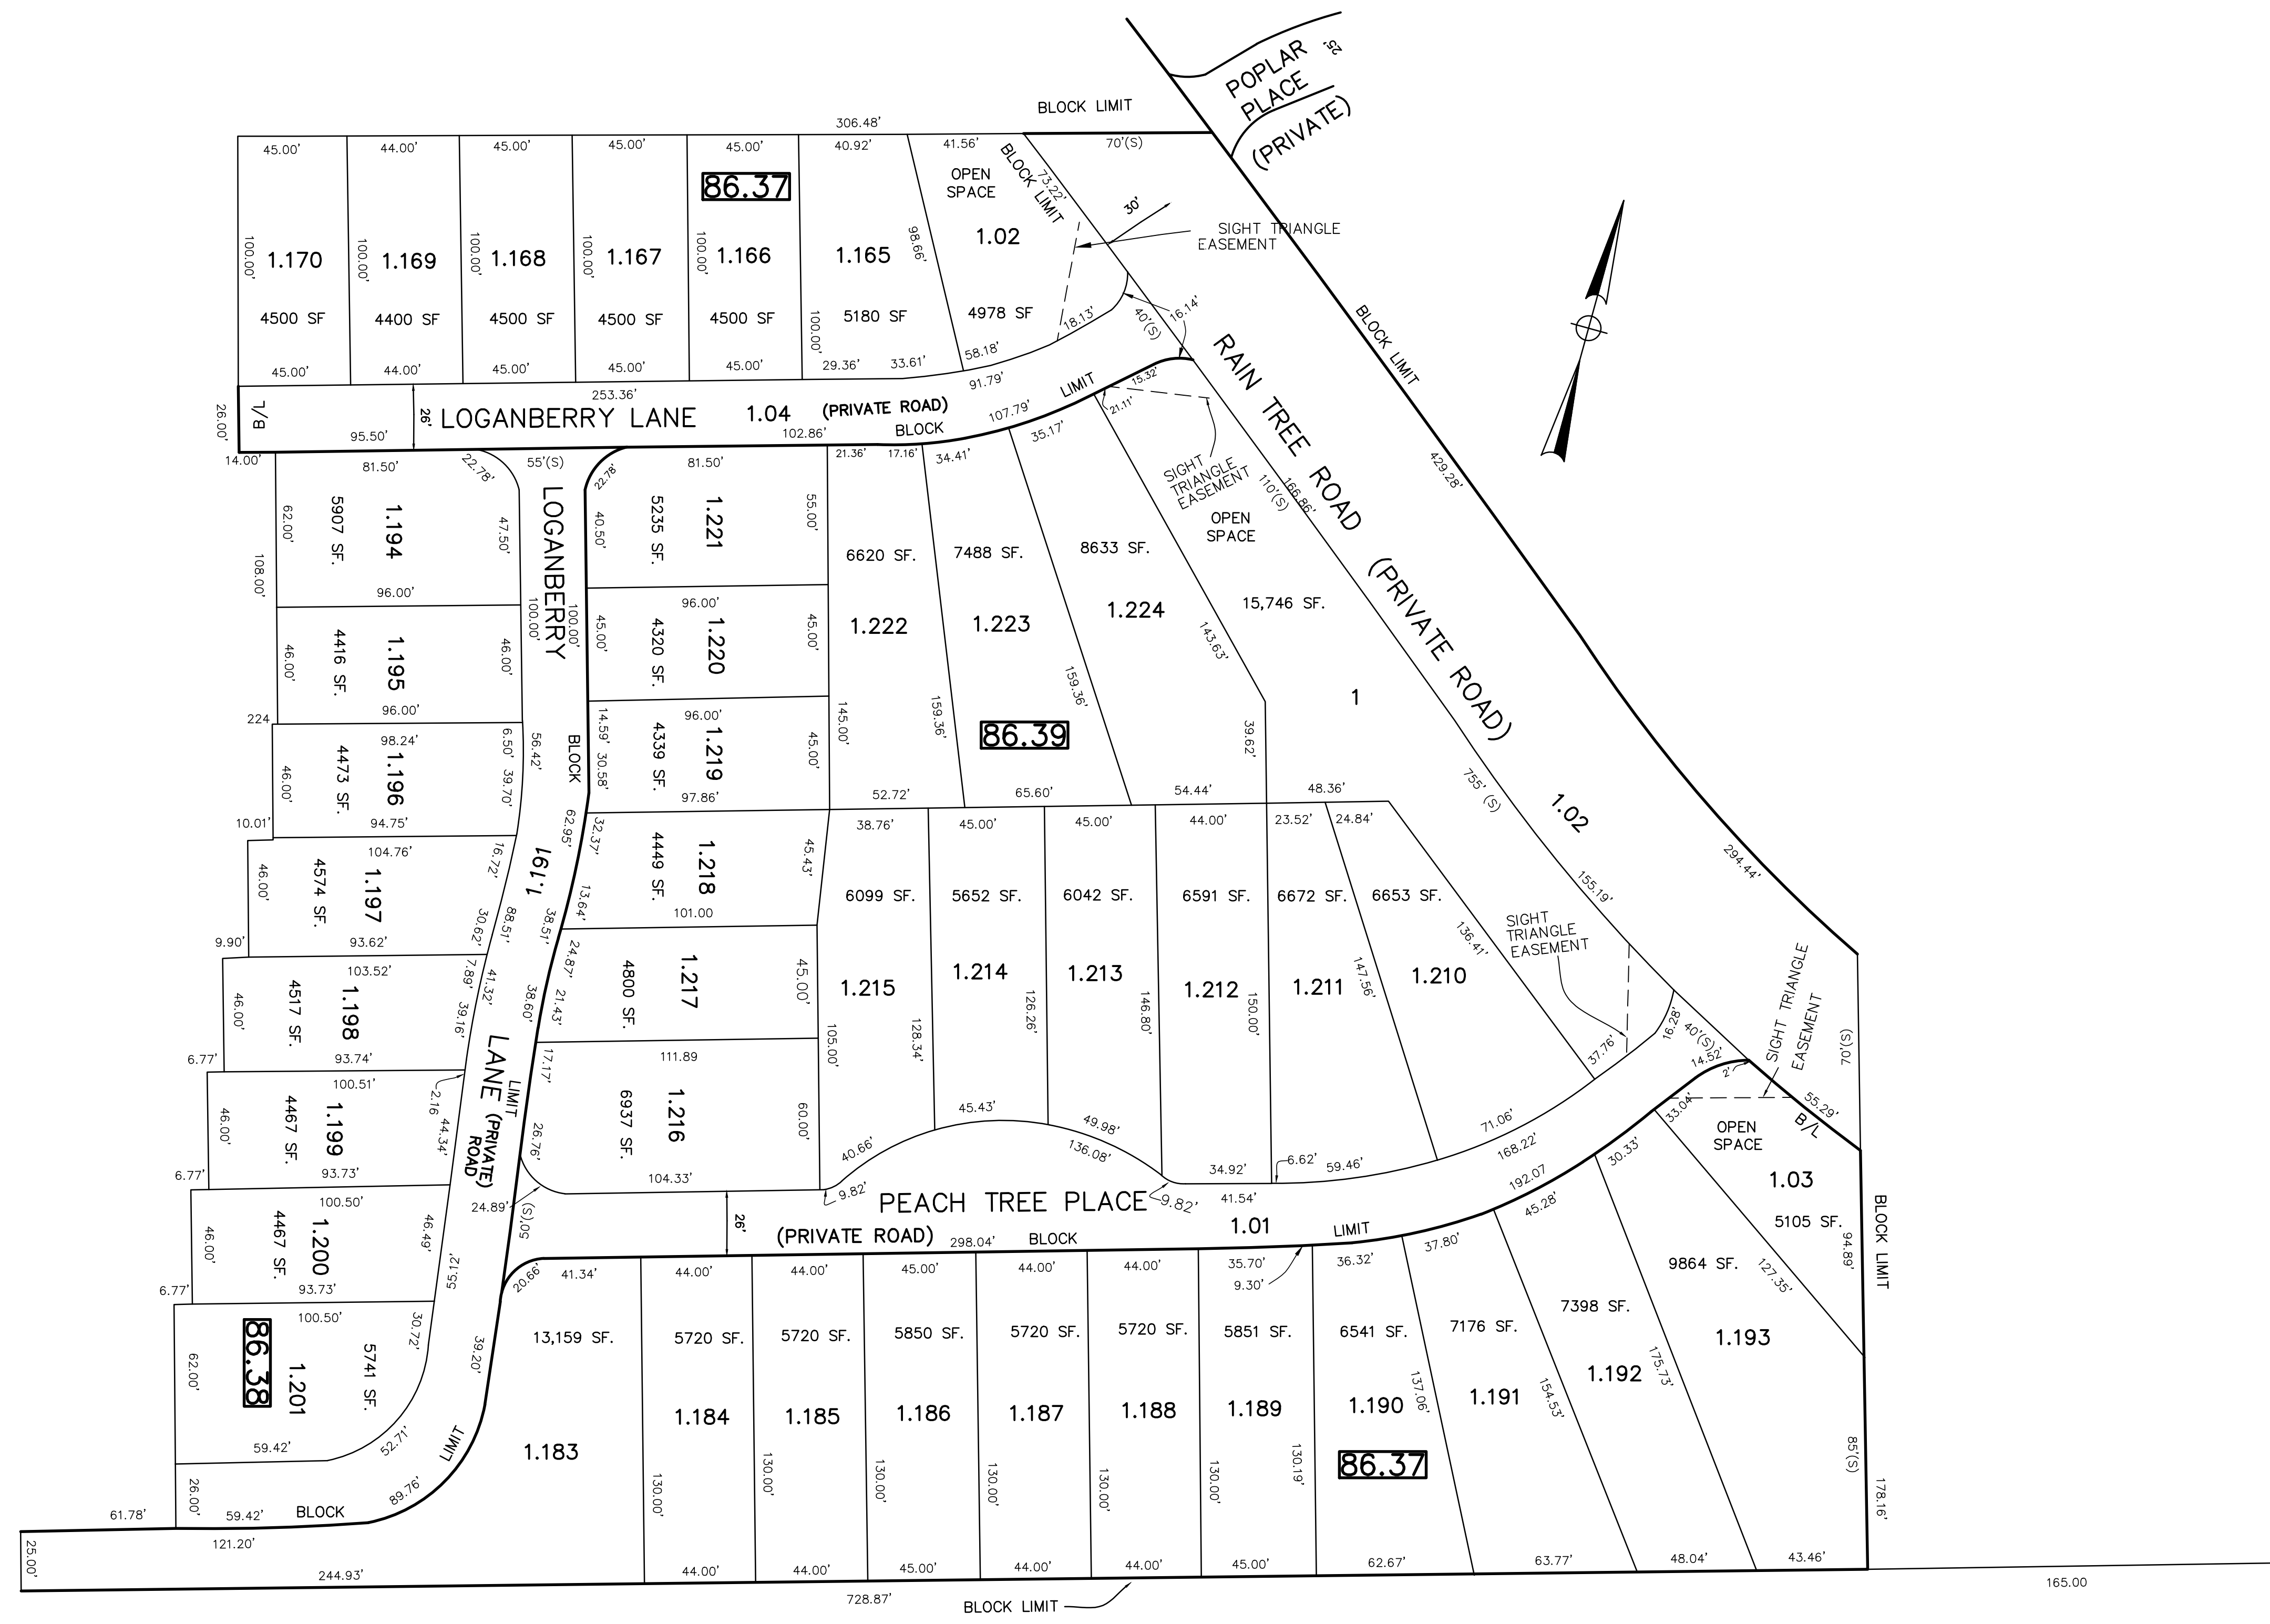 POPLAR
PLACE
(PRIVATE)
25'
BLOCK LIMIT
306.48'
70'(S)
45.00'
44.00'
45.00'
45.00'
45.00'
40.92'
41.56'
86.37
OPEN
SPACE
BLOCK LIMIT
73.22'
30'
SIGHT TRIANGLE
EASEMENT
100.00'
1.170
100.00'
1.169
100.00'
1.168
100.00'
1.167
100.00'
1.166
1.165
98.66'
1.02
4500 SF
4400 SF
4500 SF
4500 SF
4500 SF
100.00'
5180 SF
4978 SF
18.13'
40'(S)
16.14'
45.00'
44.00'
45.00'
45.00'
45.00'
29.36'
33.61'
58.18'
253.36'
91.79'
26.00'
B/L
26'
LOGANBERRY LANE
1.04
(PRIVATE ROAD)
95.50'
102.86'
BLOCK
107.79'
LIMIT
15.32'
21.11'
35.17'
RAIN TREE ROAD (PRIVATE ROAD)
BLOCK LIMIT
429.28'
14.00'
81.50'
22.78'
55'(S)
22.78'
81.50'
21.36'
17.16'
34.41'
SIGHT
TRIANGLE
EASEMENT
110'(S)
166.86'
OPEN
SPACE
62.00'
5907 SF.
1.194
47.50'
LOGANBERRY
40.50'
5235 SF.
1.221
55.00'
108.00'
96.00'
100.00'
100.00'
6620 SF.
7488 SF.
8633 SF.
15,746 SF.
1.222
1.223
1.224
143.63'
1
46.00'
4416 SF.
1.195
46.00'
96.00'
45.00'
4320 SF.
96.00'
1.220
45.00'
224
98.24'
46.00'
4473 SF.
1.196
6.50'
39.70'
56.42'
BLOCK
14.59'
30.58'
4339 SF.
96.00'
1.219
45.00'
145.00'
159.36'
86.39
159.36'
39.62'
755' (S)
1.02
10.01'
94.75'
97.86'
52.72'
65.60'
54.44'
48.36'
104.76'
46.00'
4574 SF.
1.197
16.72'
30.62'
1.191
62.95'
32.37'
4449 SF.
1.218
45.43'
38.76'
45.00'
45.00'
44.00'
23.52'
24.84'
155.19'
294.44'
88.51'
38.51'
13.64'
101.00
6099 SF.
5652 SF.
6042 SF.
6591 SF.
6672 SF.
6653 SF.
136.41'
SIGHT
TRIANGLE
EASEMENT
9.90'
93.62'
103.52'
46.00'
4517 SF.
1.198
7.89'
39.16'
41.32'
38.60'
24.87'
21.43'
4800 SF.
1.217
45.00'
1.215
1.214
1.213
1.212
1.211
1.210
105.00'
128.34'
126.26'
146.80'
150.00'
147.56'
SIGHT TRIANGLE
EASEMENT
70'(S)
6.77'
93.74'
100.51'
46.00'
4467 SF.
1.199
2.16
44.34'
LANE (PRIVATE)
ROAD
LIMIT
17.17'
111.89
26.76'
6937 SF.
1.216
60.00'
37.76'
16.28'
40'(S)
14.52'
2'
33.04'
55.29'
B/L
OPEN
SPACE
6.77'
93.73'
104.33'
40.66'
45.43'
49.98'
136.08'
34.92'
6.62'
59.46'
71.06'
168.22'
30.33'
1.03
100.50'
24.89'
50'(S)
9.82'
PEACH TREE PLACE
9.82'
41.54'
192.07
45.28'
46.00'
4467 SF.
1.200
46.49'
26'
(PRIVATE ROAD)
298.04'
BLOCK
1.01
LIMIT
37.80'
5105 SF.
94.89'
BLOCK LIMIT
6.77'
93.73'
55.12'
20.66'
41.34'
44.00'
44.00'
45.00'
44.00'
44.00'
35.70'
9.30'
36.32'
9864 SF.
127.35'
100.50'
86.38
62.00'
1.201
5741 SF.
30.72'
39.20'
13,159 SF.
5720 SF.
5720 SF.
5850 SF.
5720 SF.
5720 SF.
5851 SF.
6541 SF.
7176 SF.
7398 SF.
1.193
1.183
1.184
1.185
1.186
1.187
1.188
1.189
1.190
137.06'
1.191
154.53'
1.192
175.73'
59.42'
52.71'
LIMIT
130.00'
130.00'
130.00'
130.00'
130.00'
130.00'
130.19'
86.37
85'(S)
178.16'
61.78'
26.00'
59.42'
BLOCK
89.76'
25.00'
121.20'
244.93'
44.00'
44.00'
45.00'
44.00'
44.00'
45.00'
62.67'
63.77'
48.04'
43.46'
728.87'
BLOCK LIMIT
165.00